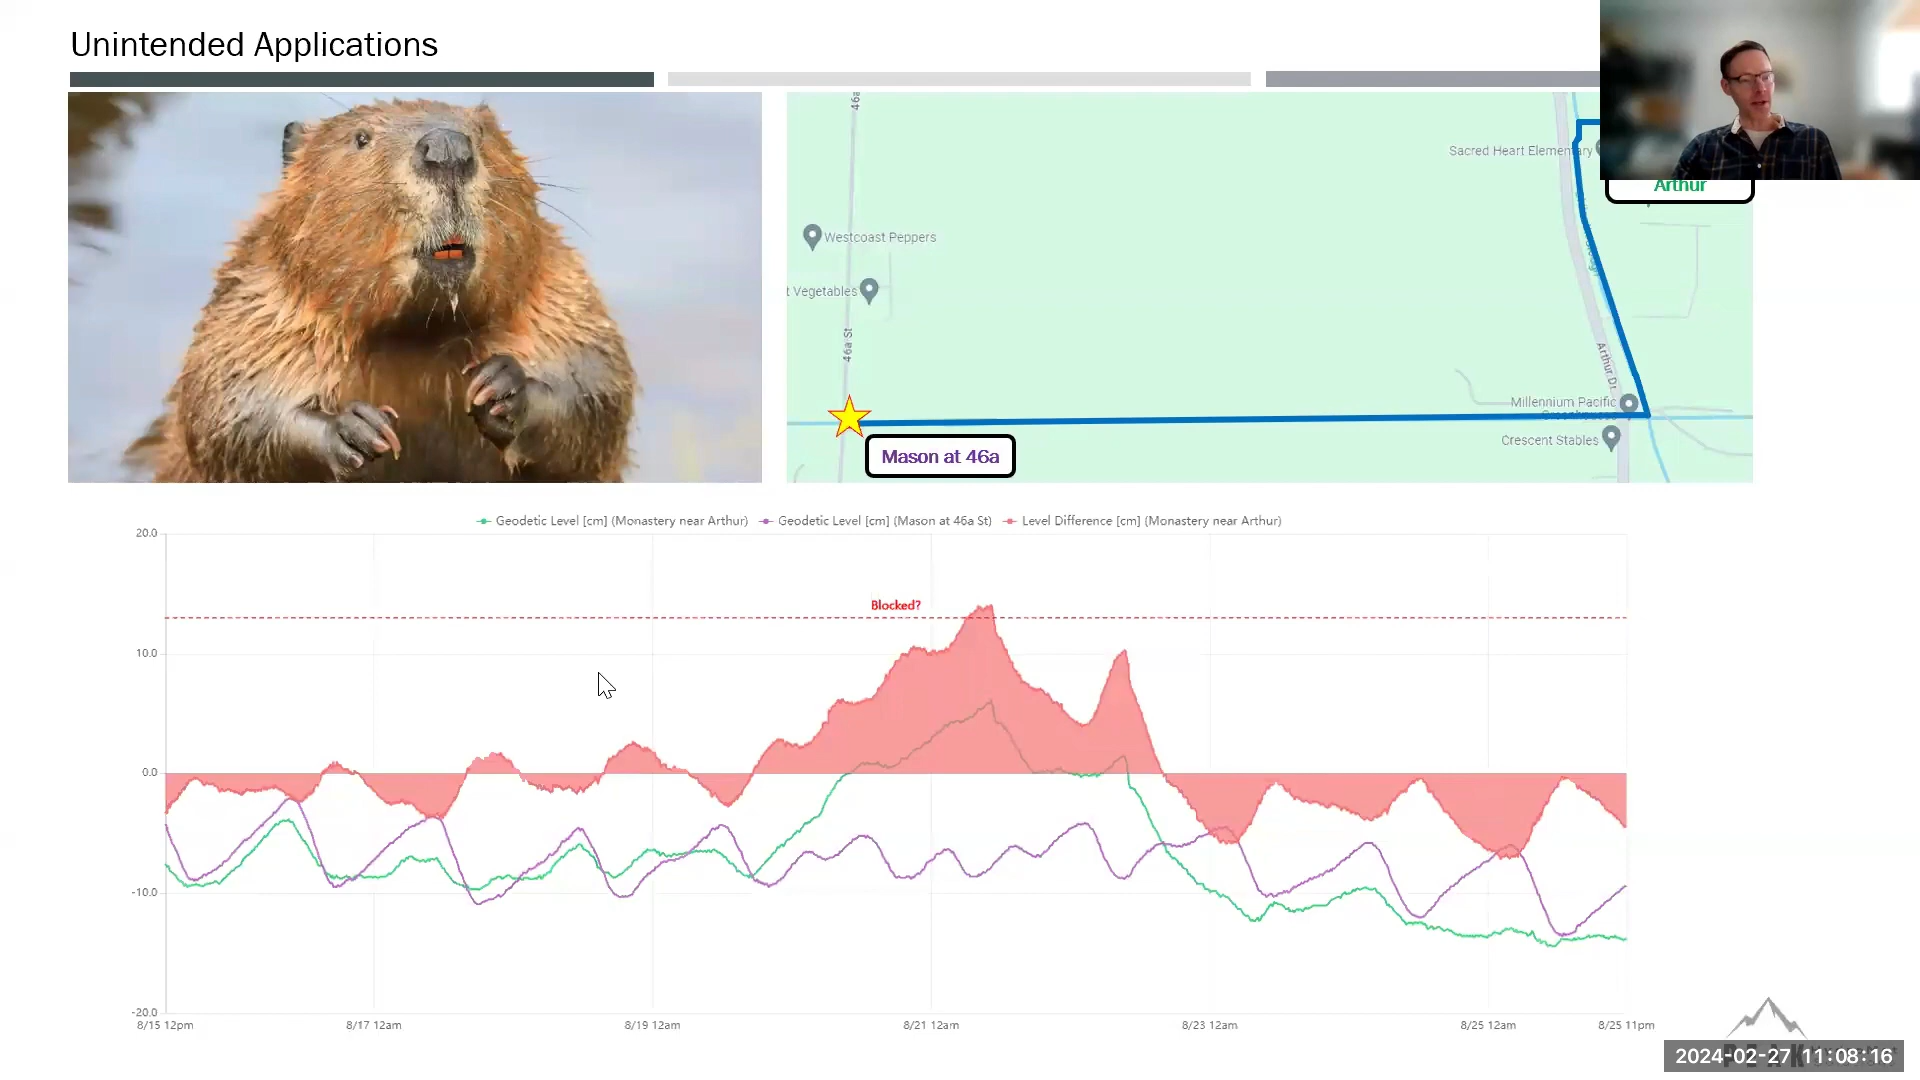 Unintended Applications
46a
Sacred Heart Elementary
Arthur
Westcoast Peppers
t Vegetables
46a St
Arthur Dr
Millennium Pacific
Greenhouses
Crescent Stables
Mason at 46a
Geodetic Level [cm] (Monastery near Arthur) Geodetic Level [cm] (Mason at 46a St) Level Difference [cm] (Monastery near Arthur)
20.0
Blocked?
10.0
0.0
-10.0
-20.0
8/15 12pm 8/17 12am 8/19 12am 8/21 12am 8/23 12am 8/25 12am 8/25 11pm
PEAK
2024-02-27 11:08:16